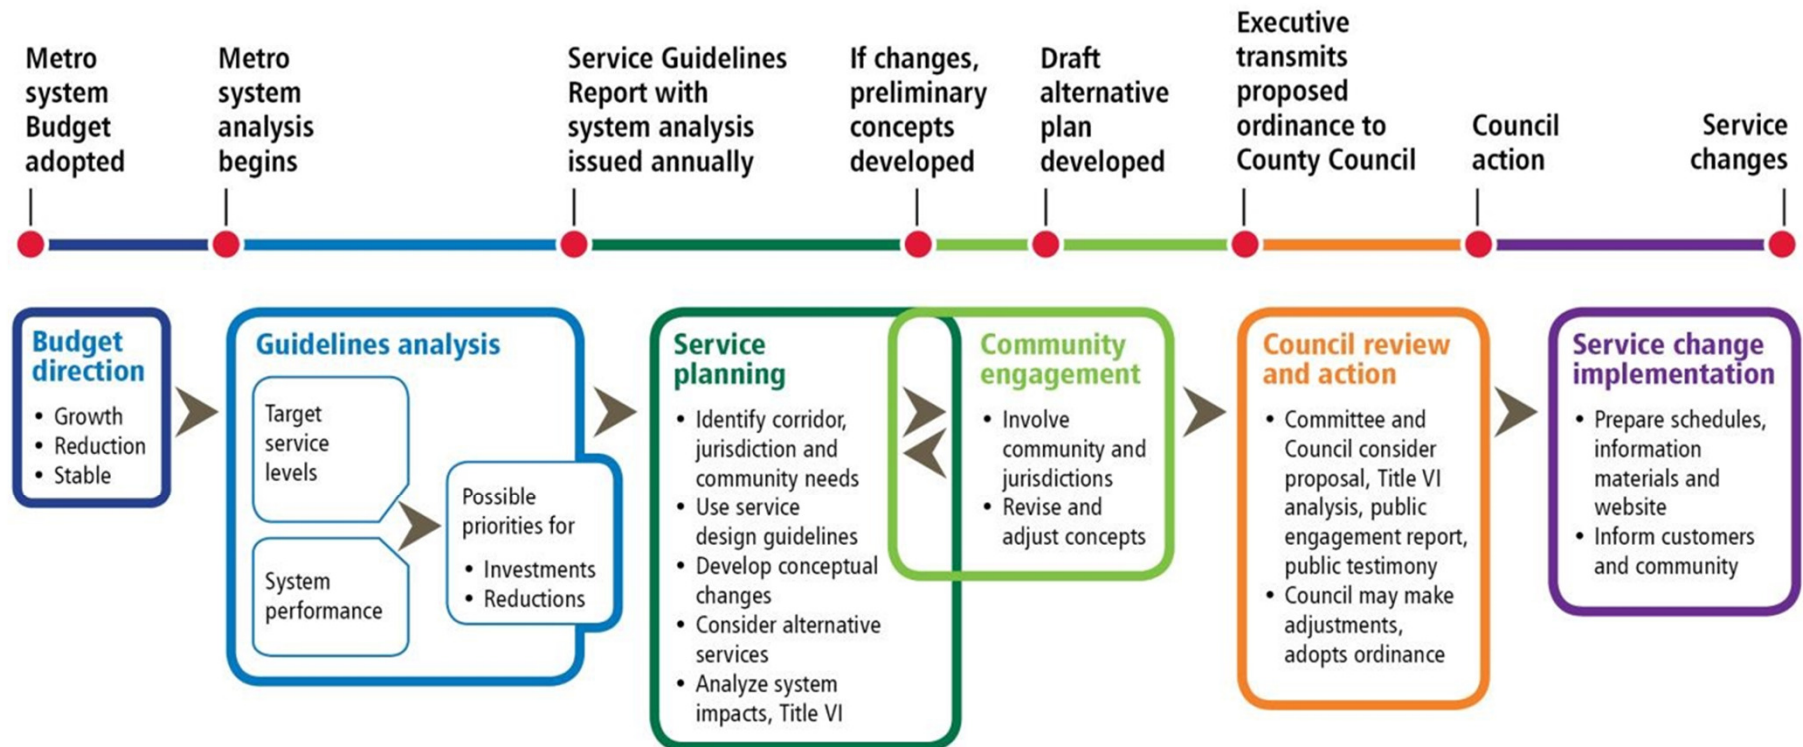 Metro
system
Budget
adopted
Metro
system
analysis
begins
Service Guidelines
Report with
system analysis
issued annually
If changes,
preliminary
concepts
developed
Draft
alternative
plan
developed
Executive
transmits
proposed
ordinance to
County Council
Council
action
Service
changes
Budget
direction
• Growth
• Reduction
• Stable
Guidelines analysis
Target
service
levels
System
performance
Possible
priorities for
• Investments
• Reductions
Service
planning
• Identify corridor,
jurisdiction and
community needs
• Use service
design guidelines
• Develop conceptual
changes
• Consider alternative
services
• Analyze system
impacts, Title VI
Community
engagement
• Involve
community and
jurisdictions
• Revise and
adjust concepts
Council review
and action
• Committee and
Council consider
proposal, Title VI
analysis, public
engagement report,
public testimony
• Council may make
adjustments,
adopts ordinance
Service change
implementation
• Prepare schedules,
information
materials and
website
• Inform customers
and community